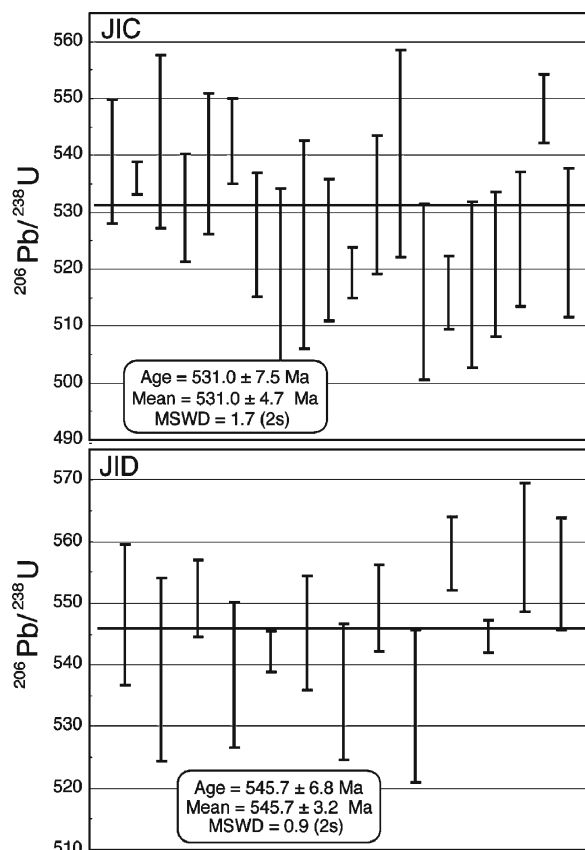 JIC
560
550
540
530
520
510
500
490
206Pb/238U
Age = 531.0 ± 7.5 Ma
Mean = 531.0 ± 4.7 Ma
MSWD = 1.7 (2s)
JID
570
560
550
540
530
520
510
206Pb/238U
Age = 545.7 ± 6.8 Ma
Mean = 545.7 ± 3.2 Ma
MSWD = 0.9 (2s)